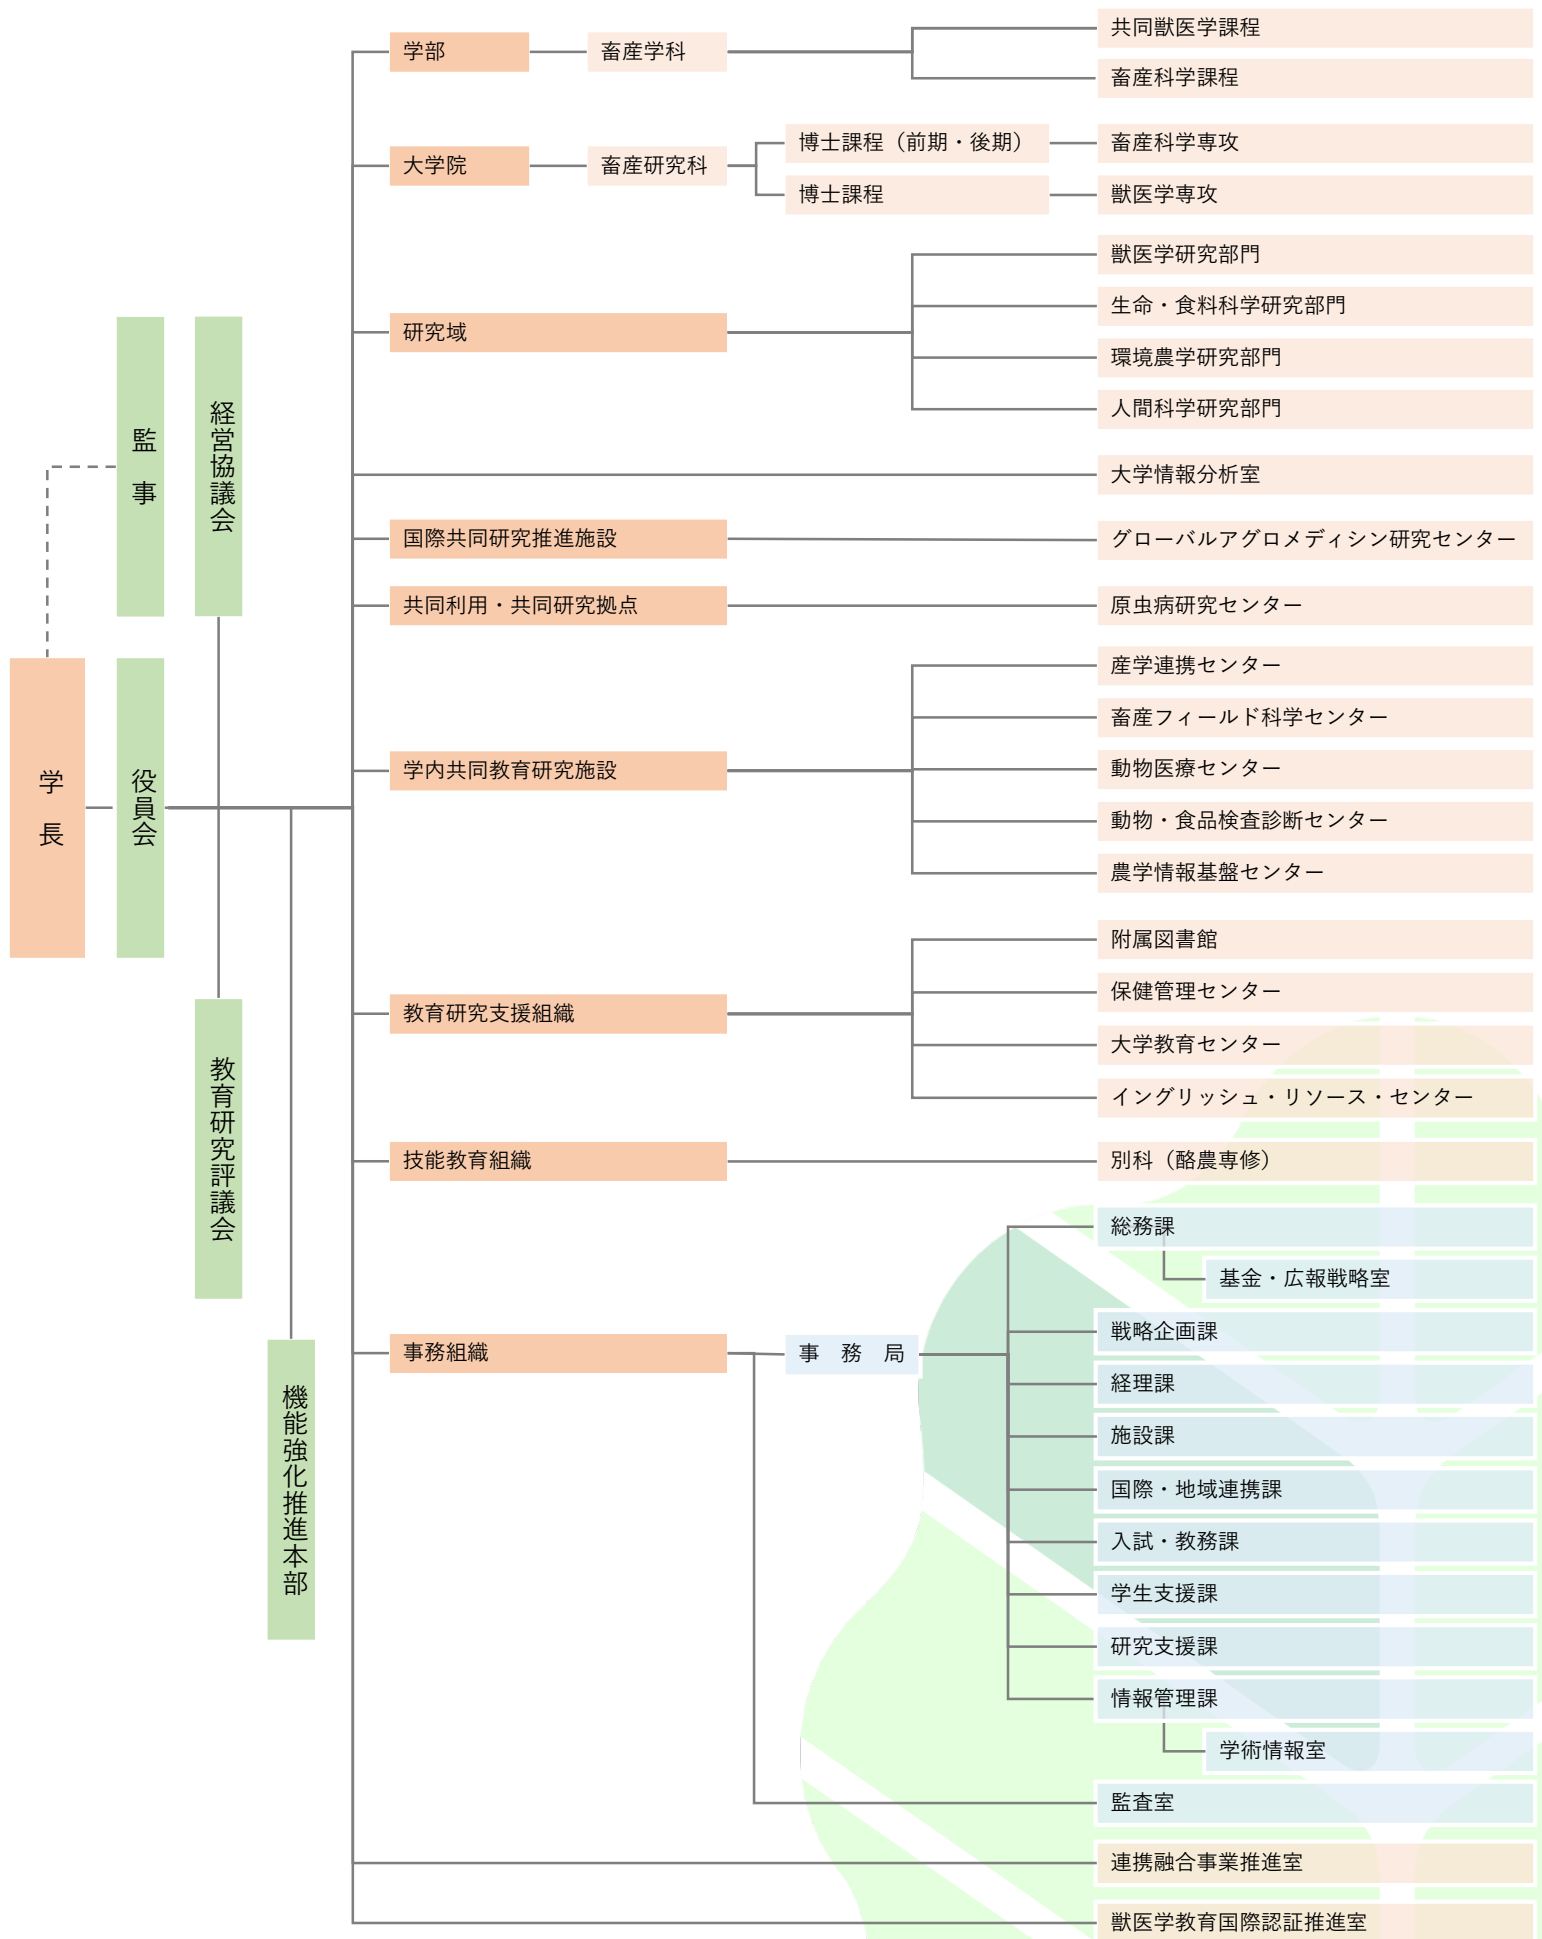 学　長
監　事
役員会
経営協議会
教育研究評議会
機能強化推進本部
学部
畜産学科
共同獣医学課程
畜産科学課程
大学院
畜産研究科
博士課程（前期・後期）
畜産科学専攻
博士課程
獣医学専攻
研究域
獣医学研究部門
生命・食料科学研究部門
環境農学研究部門
人間科学研究部門
大学情報分析室
国際共同研究推進施設
グローバルアグロメディシン研究センター
共同利用・共同研究拠点
原虫病研究センター
学内共同教育研究施設
産学連携センター
畜産フィールド科学センター
動物医療センター
動物・食品検査診断センター
農学情報基盤センター
教育研究支援組織
附属図書館
保健管理センター
大学教育センター
イングリッシュ・リソース・センター
技能教育組織
別科（酪農専修）
事務組織
事　務　局
総務課
基金・広報戦略室
戦略企画課
経理課
施設課
国際・地域連携課
入試・教務課
学生支援課
研究支援課
情報管理課
学術情報室
監査室
連携融合事業推進室
獣医学教育国際認証推進室